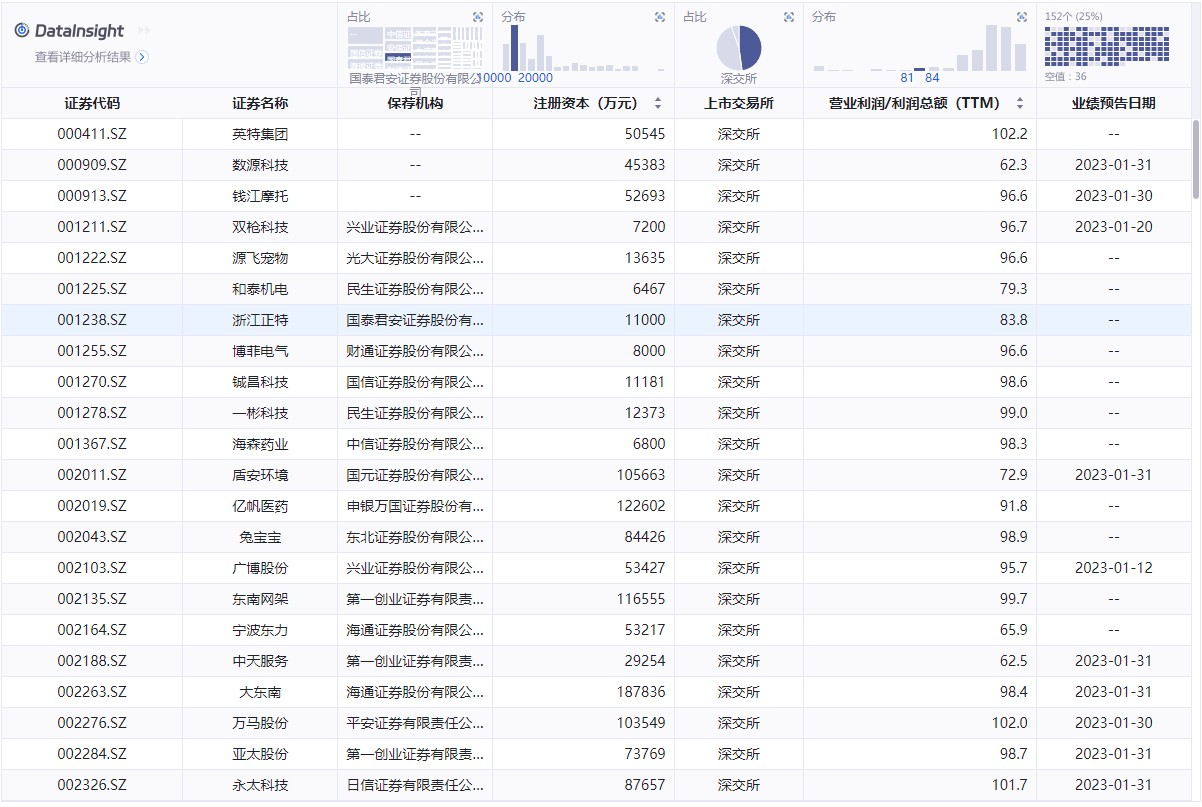 DataInsight
查看详细分析结果
占比 国泰君安证券股份有限公司
分布 10000 20000
占比 深交所
分布 81 84
152个 (25%)
空值：36
证券代码 证券名称 保荐机构 注册资本（万元） 上市交易所 营业利润/利润总额（TTM） 业绩预告日期
000411.SZ 英特集团 -- 50545 深交所 102.2 --
000909.SZ 数源科技 -- 45383 深交所 62.3 2023-01-31
000913.SZ 钱江摩托 -- 52693 深交所 96.6 2023-01-30
001211.SZ 双枪科技 兴业证券股份有限公... 7200 深交所 96.7 2023-01-20
001222.SZ 源飞宠物 光大证券股份有限公... 13635 深交所 96.6 --
001225.SZ 和泰机电 民生证券股份有限公... 6467 深交所 79.3 --
001238.SZ 浙江正特 国泰君安证券股份有... 11000 深交所 83.8 --
001255.SZ 博菲电气 财通证券股份有限公... 8000 深交所 96.6 --
001270.SZ 铖昌科技 国信证券股份有限公... 11181 深交所 98.6 --
001278.SZ 一彬科技 民生证券股份有限公... 12373 深交所 99.0 --
001367.SZ 海森药业 中信证券股份有限公... 6800 深交所 98.3 --
002011.SZ 盾安环境 国元证券股份有限公... 105663 深交所 72.9 2023-01-31
002019.SZ 亿帆医药 申银万国证券股份有... 122602 深交所 91.8 --
002043.SZ 兔宝宝 东北证券股份有限公... 84426 深交所 98.9 --
002103.SZ 广博股份 兴业证券股份有限公... 53427 深交所 95.7 2023-01-12
002135.SZ 东南网架 第一创业证券有限责... 116555 深交所 99.7 --
002164.SZ 宁波东力 海通证券股份有限公... 53217 深交所 65.9 --
002188.SZ 中天服务 第一创业证券有限责... 29254 深交所 62.5 2023-01-31
002263.SZ 大东南 海通证券股份有限公... 187836 深交所 98.4 2023-01-31
002276.SZ 万马股份 平安证券有限责任公... 103549 深交所 102.0 2023-01-30
002284.SZ 亚太股份 第一创业证券有限责... 73769 深交所 98.7 2023-01-31
002326.SZ 永太科技 日信证券有限责任公... 87657 深交所 101.7 2023-01-31